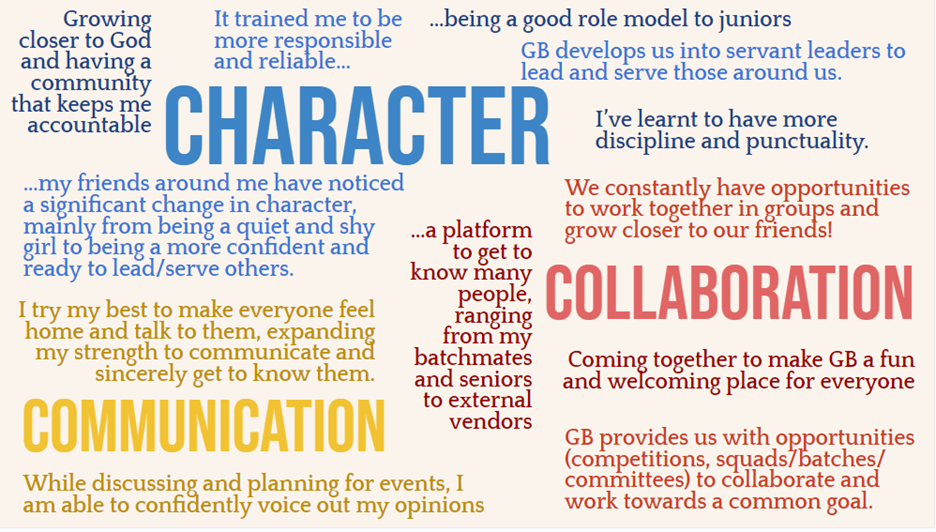 Growing
closer to God
and having a
community
that keeps me
accountable
It trained me to be
more responsible
and reliable...
...being a good role model to juniors
GB develops us into servant leaders to
lead and serve those around us.
CHARACTER
I've learnt to have more
discipline and punctuality.
...my friends around me have noticed
a significant change in character,
mainly from being a quiet and shy
girl to being a more confident and
ready to lead/serve others.
We constantly have opportunities
to work together in groups and
grow closer to our friends!
...a platform
to get to
know many
people,
ranging
from my
batchmates
and seniors
to external
vendors
COLLABORATION
I try my best to make everyone feel
home and talk to them, expanding
my strength to communicate and
sincerely get to know them.
Coming together to make GB a fun
and welcoming place for everyone
COMMUNICATION
GB provides us with opportunities
(competitions, squads/batches/
committees) to collaborate and
work towards a common goal.
While discussing and planning for events, I
am able to confidently voice out my opinions